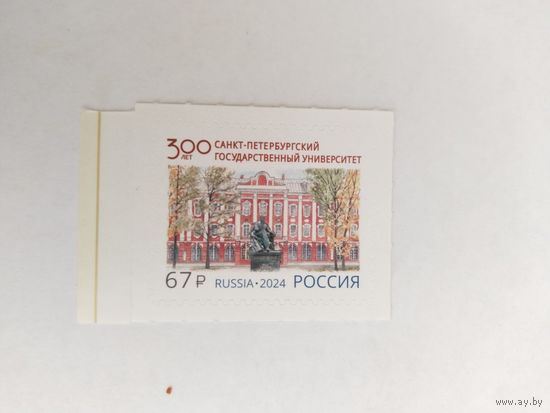 300 ЛЕТ
САНКТ-ПЕТЕРБУРГСКИЙ
ГОСУДАРСТВЕННЫЙ УНИВЕРСИТЕТ
67 ₽ RUSSIA • 2024 РОССИЯ
www.ay.by